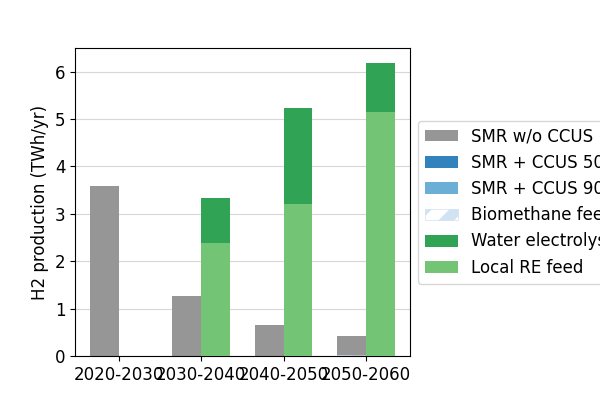 H2 production (TWh/yr)
6
5
4
3
2
1
0
2020-2030
2030-2040
2040-2050
2050-2060
SMR w/o CCUS
SMR + CCUS 50
SMR + CCUS 90
Biomethane fee
Water electrolys
Local RE feed